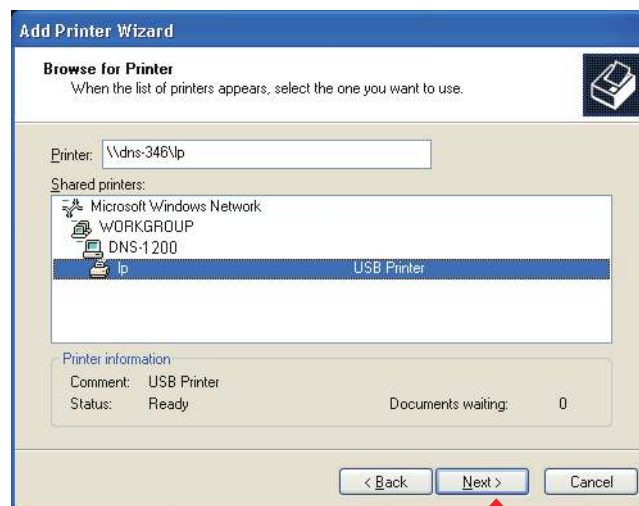 Add Printer Wizard
Browse for Printer
When the list of printers appears, select the one you want to use.
Printer: \\dns-346\lp
Shared printers:
Microsoft Windows Network
WORKGROUP
DNS-1200
lp USB Printer
Printer information
Comment: USB Printer
Status: Ready Documents waiting: 0
< Back Next > Cancel